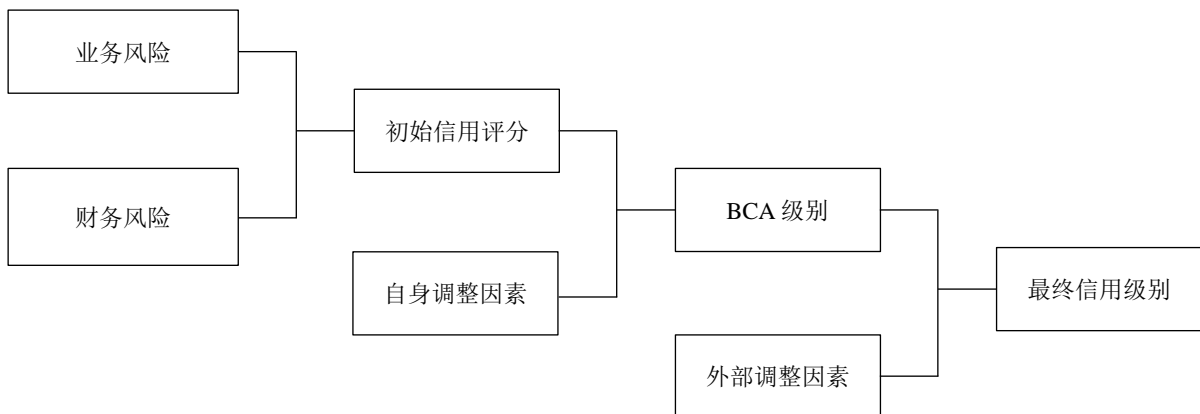 业务风险
财务风险
初始信用评分
自身调整因素
BCA 级别
外部调整因素
最终信用级别